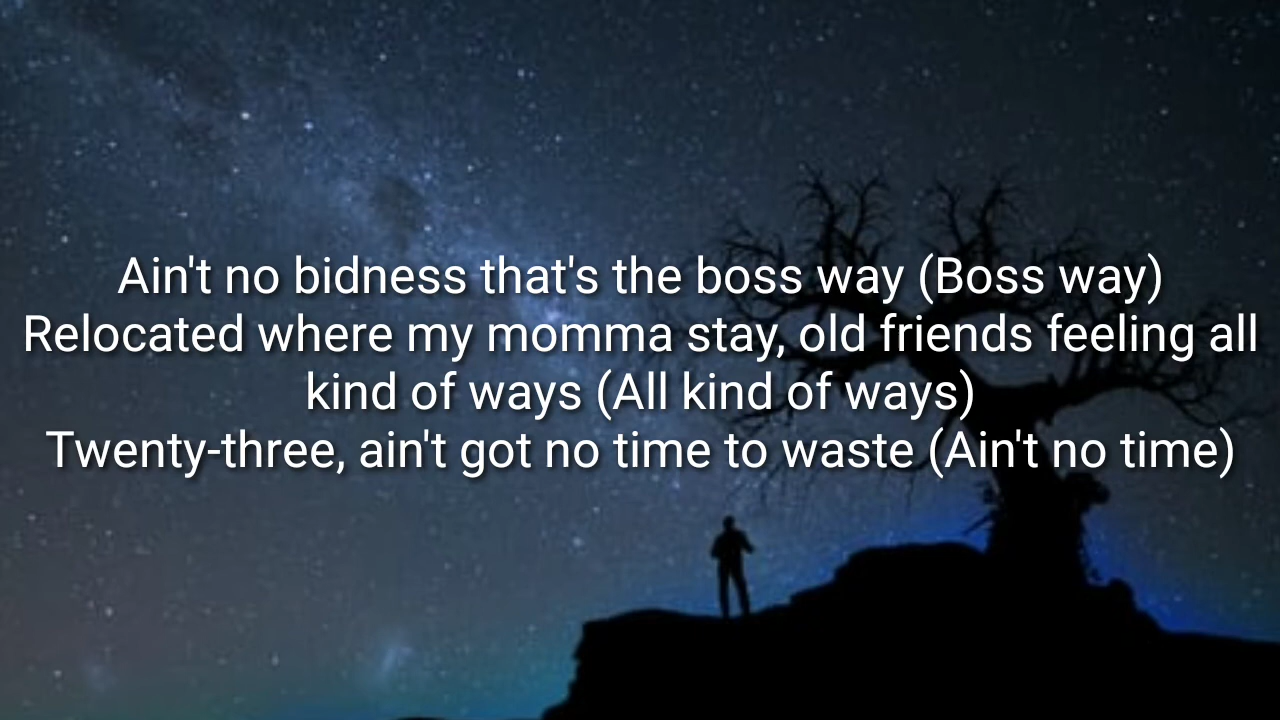 Ain't no bidness that's the boss way (Boss way)
Relocated where my momma stay, old friends feeling all
kind of ways (All kind of ways)
Twenty-three, ain't got no time to waste (Ain't no time)